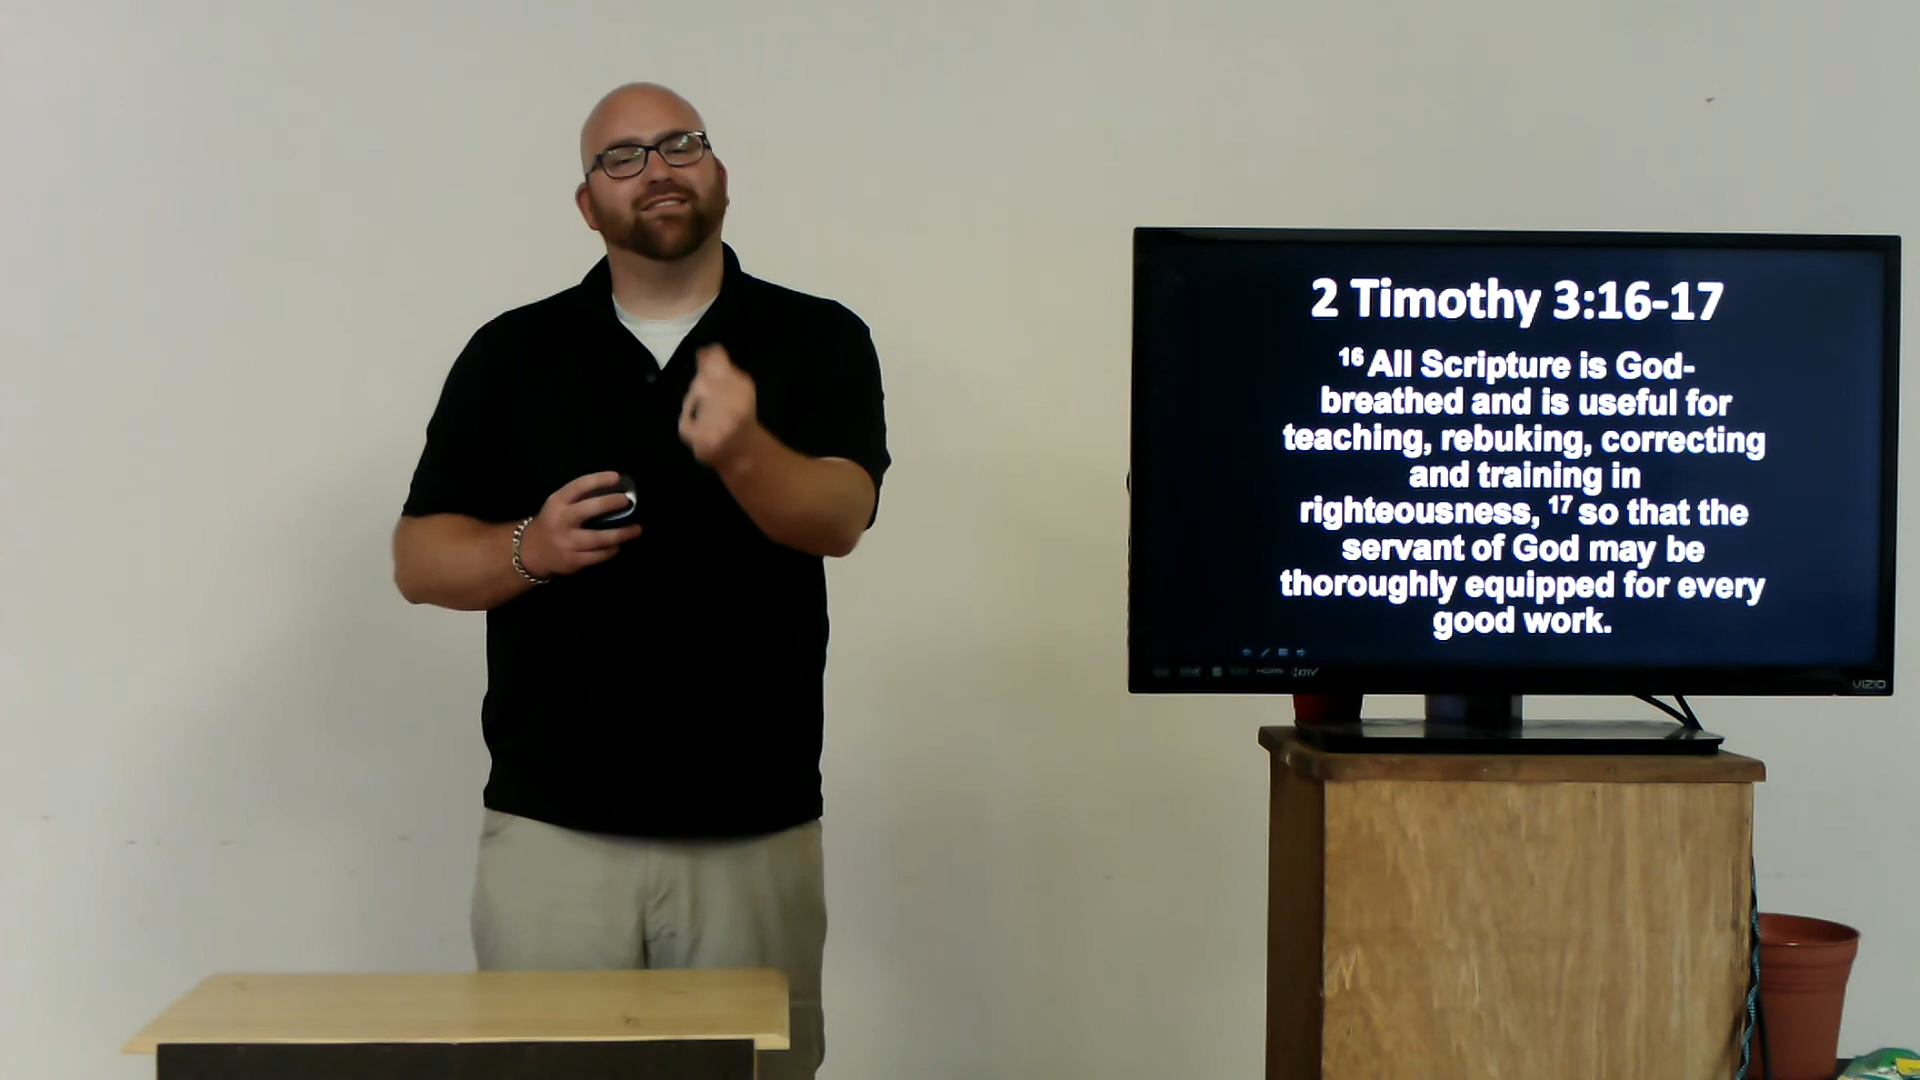 2 Timothy 3:16-17
16 All Scripture is God-
breathed and is useful for
teaching, rebuking, correcting
and training in
righteousness, 17 so that the
servant of God may be
thoroughly equipped for every
good work.
VIZIO